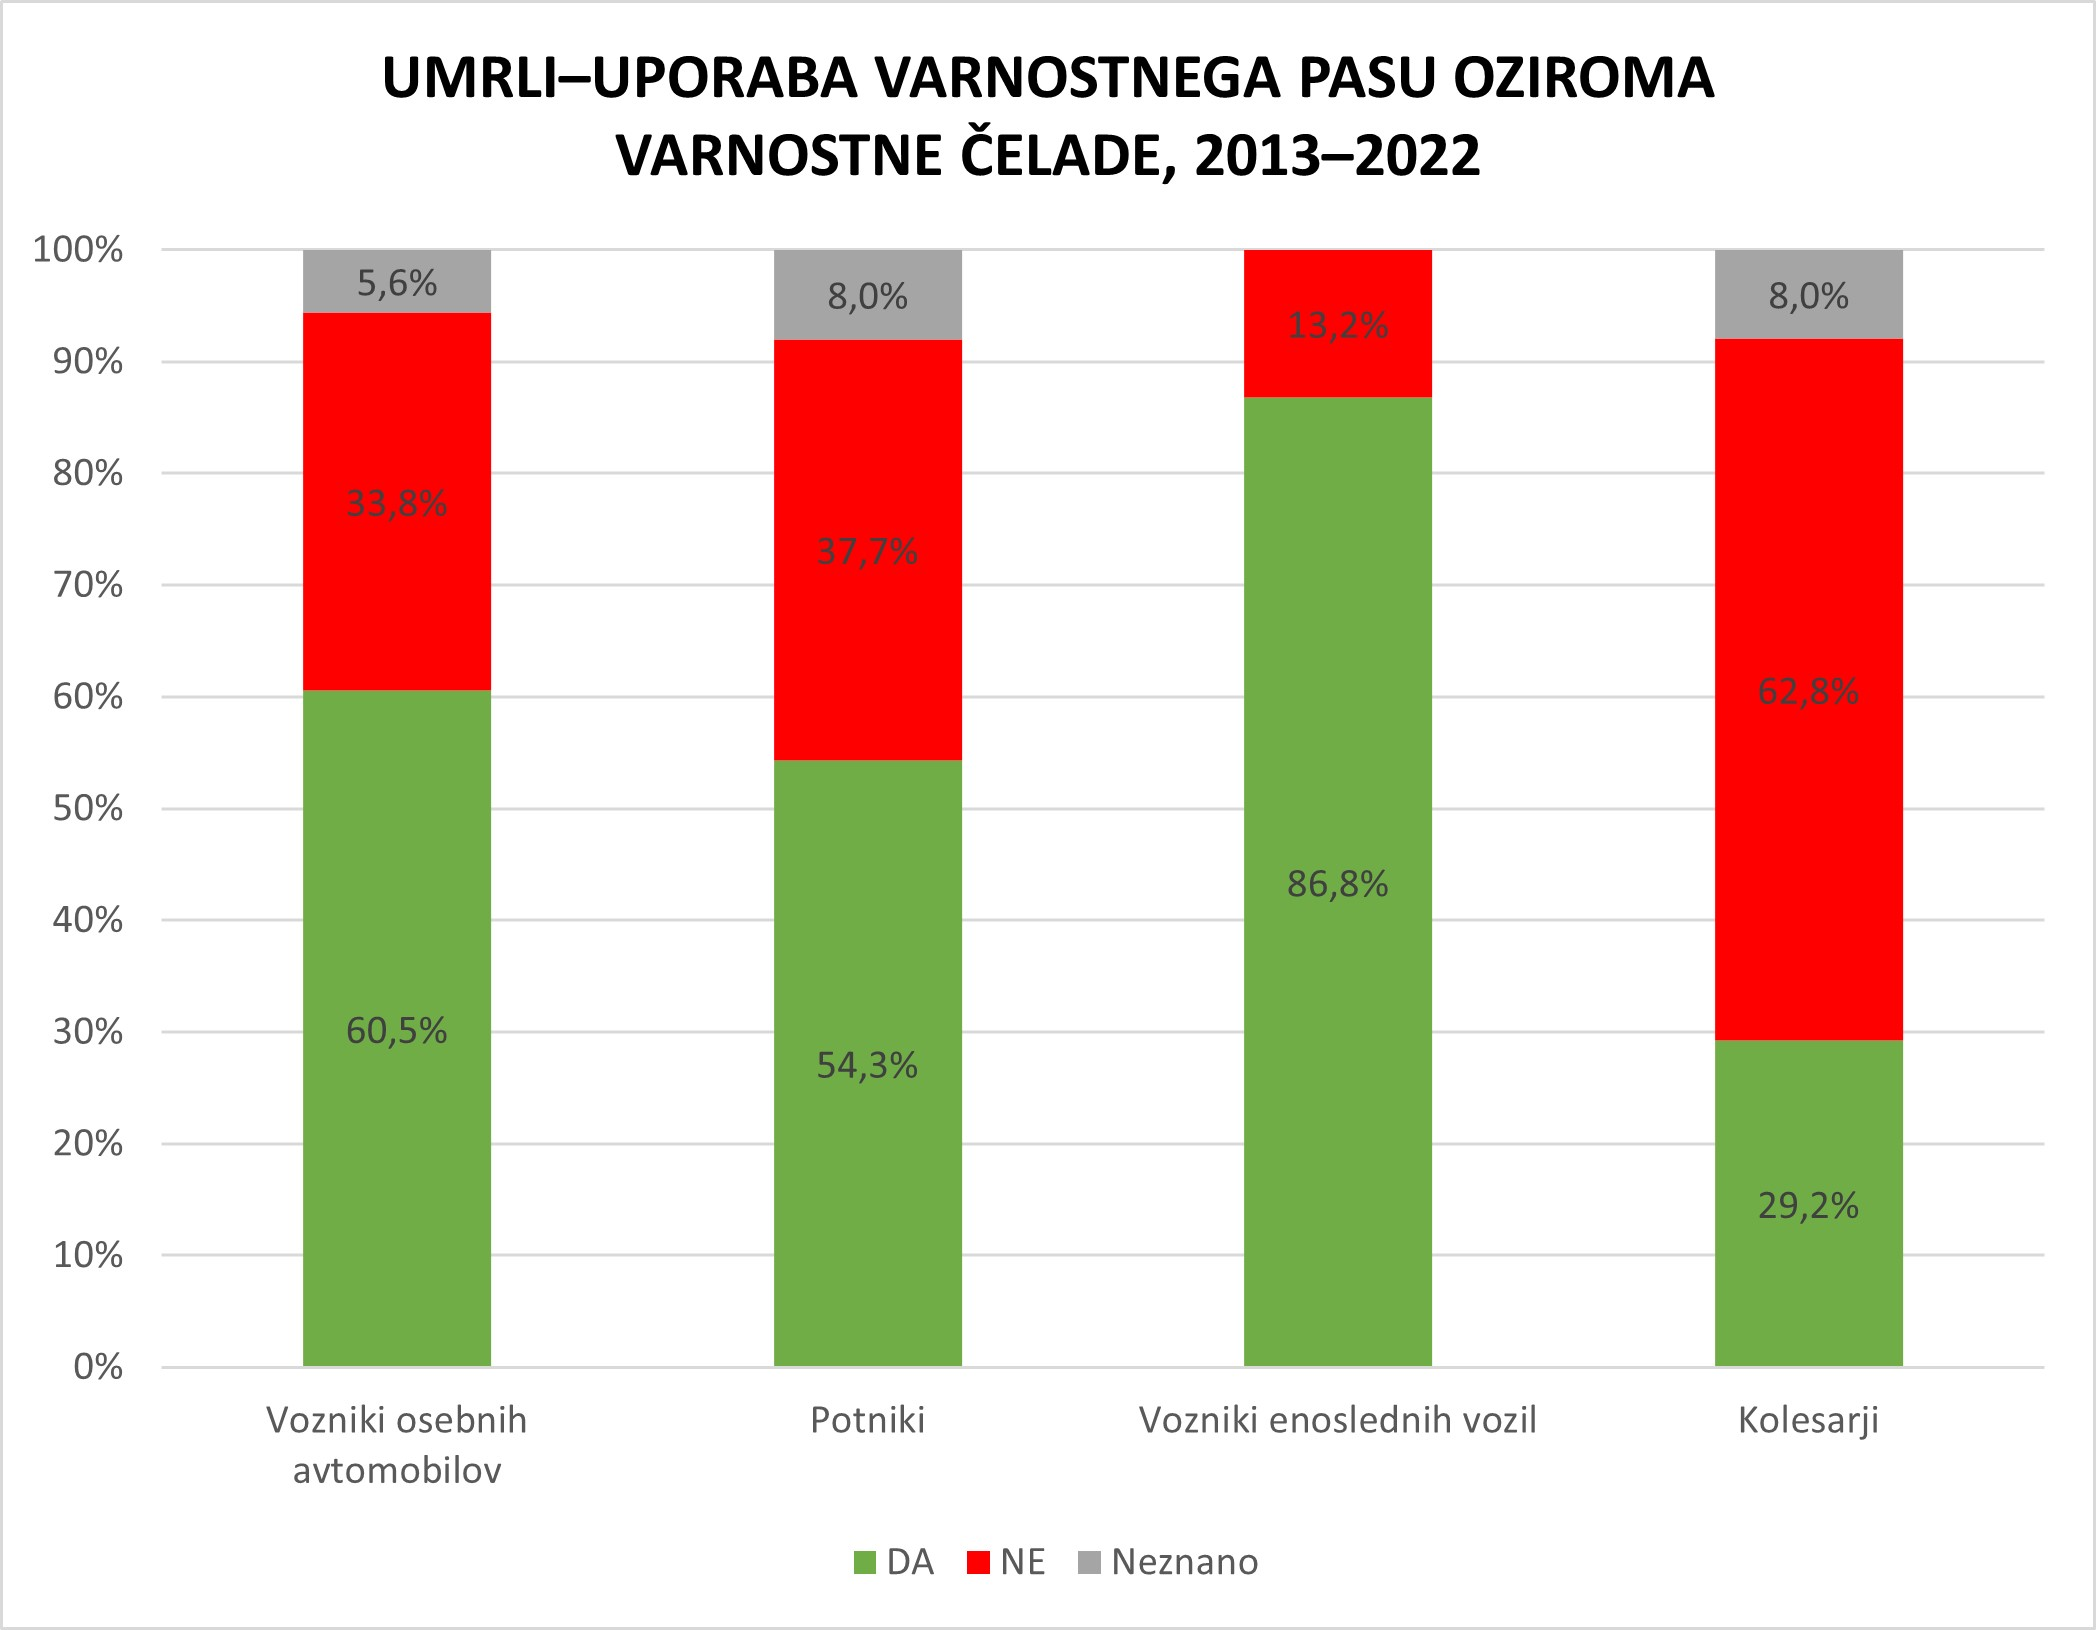 UMRLI–UPORABA VARNOSTNEGA PASU OZIROMA
VARNOSTNE ČELADE, 2013–2022
100%
90%
80%
70%
60%
50%
40%
30%
20%
10%
0%
5,6%
33,8%
60,5%
8,0%
37,7%
54,3%
13,2%
86,8%
8,0%
62,8%
29,2%
Vozniki osebnih
avtomobilov
Potniki
Vozniki enoslednih vozil
Kolesarji
DA
NE
Neznano